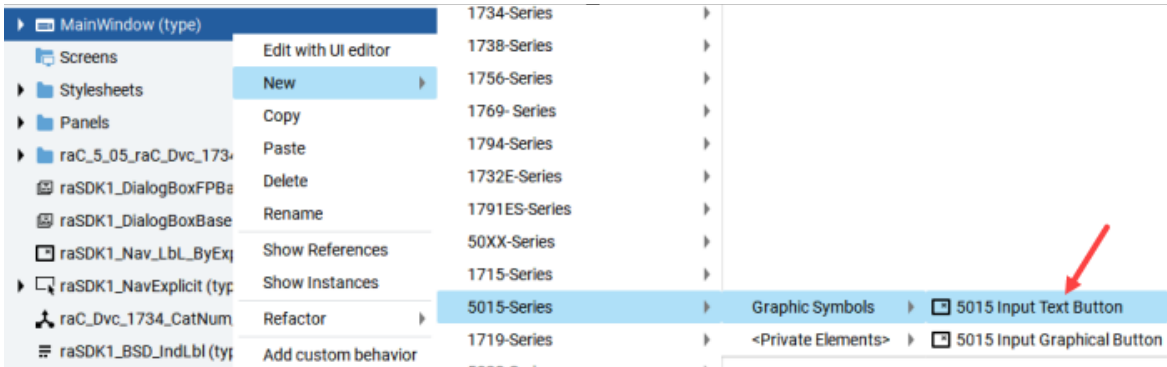 MainWindow (type)
Screens
Stylesheets
Panels
raC_5_05_raC_Dvc_1734
raSDK1_DialogBoxFPBa
raSDK1_DialogBoxBase
raSDK1_Nav_LbL_ByExp
raSDK1_NavExplicit (typ
raC_Dvc_1734_CatNum
raSDK1_BSD_IndLbl (typ
Edit with UI editor
New
Copy
Paste
Delete
Rename
Show References
Show Instances
Refactor
Add custom behavior
1734-Series
1738-Series
1756-Series
1769- Series
1794-Series
1732E-Series
1791ES-Series
50XX-Series
1715-Series
5015-Series
1719-Series
Graphic Symbols
<Private Elements>
5015 Input Text Button
5015 Input Graphical Button